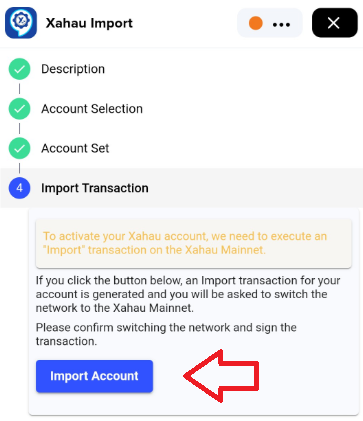 Xahau Import
Description
Account Selection
Account Set
4 Import Transaction
To activate your Xahau account, we need to execute an
"Import" transaction on the Xahau Mainnet.
If you click the button below, an Import transaction for your
account is generated and you will be asked to switch the
network to the Xahau Mainnet.
Please confirm switching the network and sign the
transaction.
Import Account